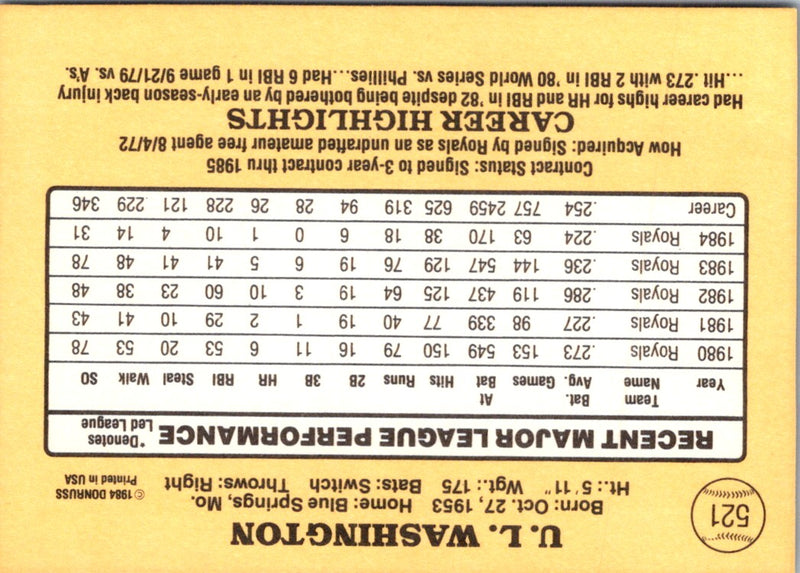 521
U. L. WASHINGTON
Born: Oct. 27, 1953 Home: Blue Springs, Mo.
Ht.: 5'11" Wgt.: 175 Bats: Switch Throws: Right
©1984 DONRUSS
Printed in USA
RECENT MAJOR LEAGUE PERFORMANCE
*Denotes
Led League
Year Team Name Bat. Avg. Games At Bat Hits Runs 2B 3B HR RBI Steal Walk SO
1980 Royals .273 153 549 150 79 16 11 6 53 20 53 78
1981 Royals .227 98 339 77 40 19 1 2 29 10 41 43
1982 Royals .286 119 437 125 64 19 3 10 60 23 38 48
1983 Royals .236 144 547 129 76 19 6 5 41 41 48 78
1984 Royals .224 63 170 38 18 6 0 1 10 4 14 31
Career .254 757 2459 625 319 94 28 26 228 121 229 346
Contract Status: Signed to 3-year contract thru 1985
How Acquired: Signed by Royals as an undrafted free agent amateur 8/4/72
CAREER HIGHLIGHTS
Had career highs for HR and RBI in '82 despite being bothered by an early-season back injury
...Hit .273 with 2 RBI in '80 World Series vs. Phillies...Had 6 RBI in 1 game 9/21/79 vs. A's.